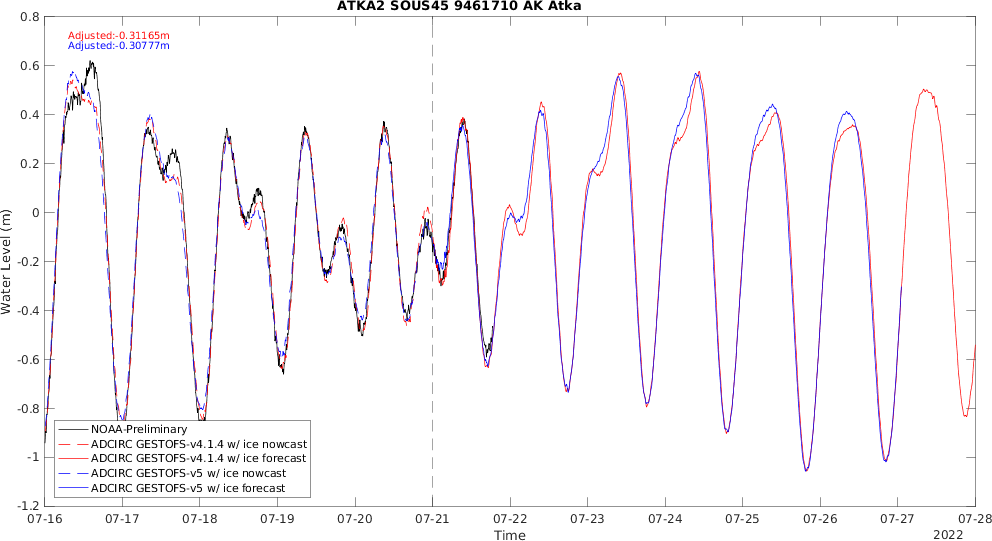 ATKA2 SOUS45 9461710 AK Atka
Adjusted:-0.31165m
Adjusted:-0.30777m
0.8
0.6
0.4
0.2
0
-0.2
-0.4
-0.6
-0.8
-1
-1.2
Water Level (m)
NOAA-Preliminary
ADCIRC GESTOFS-v4.1.4 w/ ice nowcast
ADCIRC GESTOFS-v4.1.4 w/ ice forecast
ADCIRC GESTOFS-v5 w/ ice nowcast
ADCIRC GESTOFS-v5 w/ ice forecast
07-16 07-17 07-18 07-19 07-20 07-21 07-22 07-23 07-24 07-25 07-26 07-27 07-28
Time
2022